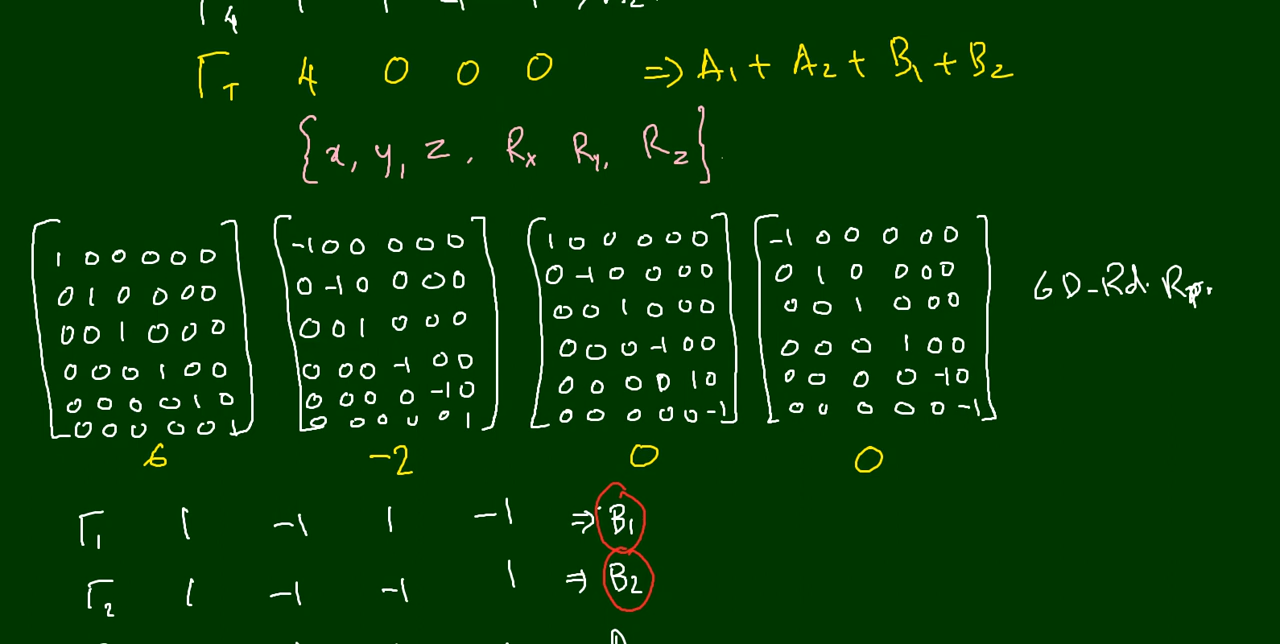 Γ₄ 1 1 -1
Γ_T 4 0 0 0 ⇒ A₁ + A₂ + B₁ + B₂
{x, y, z, Rx Ry, Rz}
[1 0 0 0 0 0] [-1 0 0 0 0 0] [1 0 0 0 0 0] [-1 0 0 0 0 0]
[0 1 0 0 0 0] [0 -1 0 0 0 0] [0 -1 0 0 0 0] [0 1 0 0 0 0] 6D-Rd. Rpr.
[0 0 1 0 0 0] [0 0 1 0 0 0] [0 0 1 0 0 0] [0 0 1 0 0 0]
[0 0 0 1 0 0] [0 0 0 -1 0 0] [0 0 0 -1 0 0] [0 0 0 1 0 0]
[0 0 0 0 1 0] [0 0 0 0 -1 0] [0 0 0 0 1 0] [0 0 0 0 -1 0]
[0 0 0 0 0 1] [0 0 0 0 0 1] [0 0 0 0 0 -1] [0 0 0 0 0 -1]
6 -2 0 0
Γ₁ 1 -1 1 -1 ⇒ B₁
Γ₂ 1 -1 -1 1 ⇒ B₂